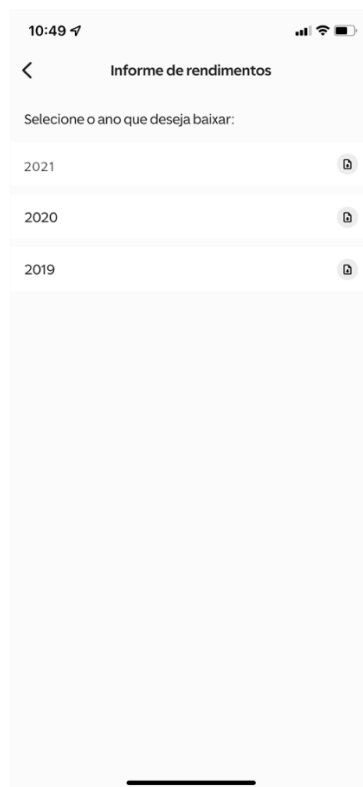 10:49
Informe de rendimentos
Selecione o ano que deseja baixar:
2021
2020
2019